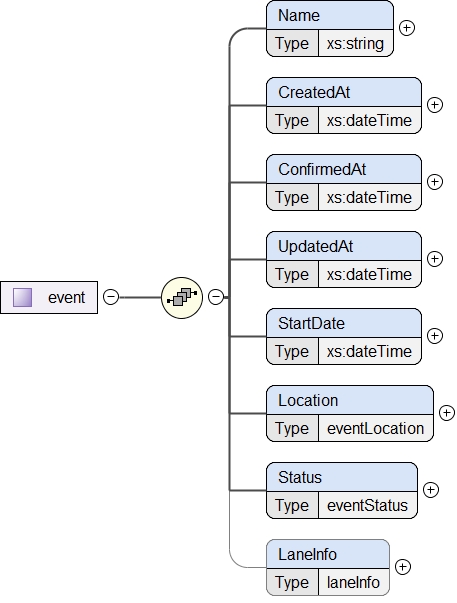 Name
Type xs:string
CreatedAt
Type xs:dateTime
ConfirmedAt
Type xs:dateTime
UpdatedAt
Type xs:dateTime
event
StartDate
Type xs:dateTime
Location
Type eventLocation
Status
Type eventStatus
LaneInfo
Type laneInfo